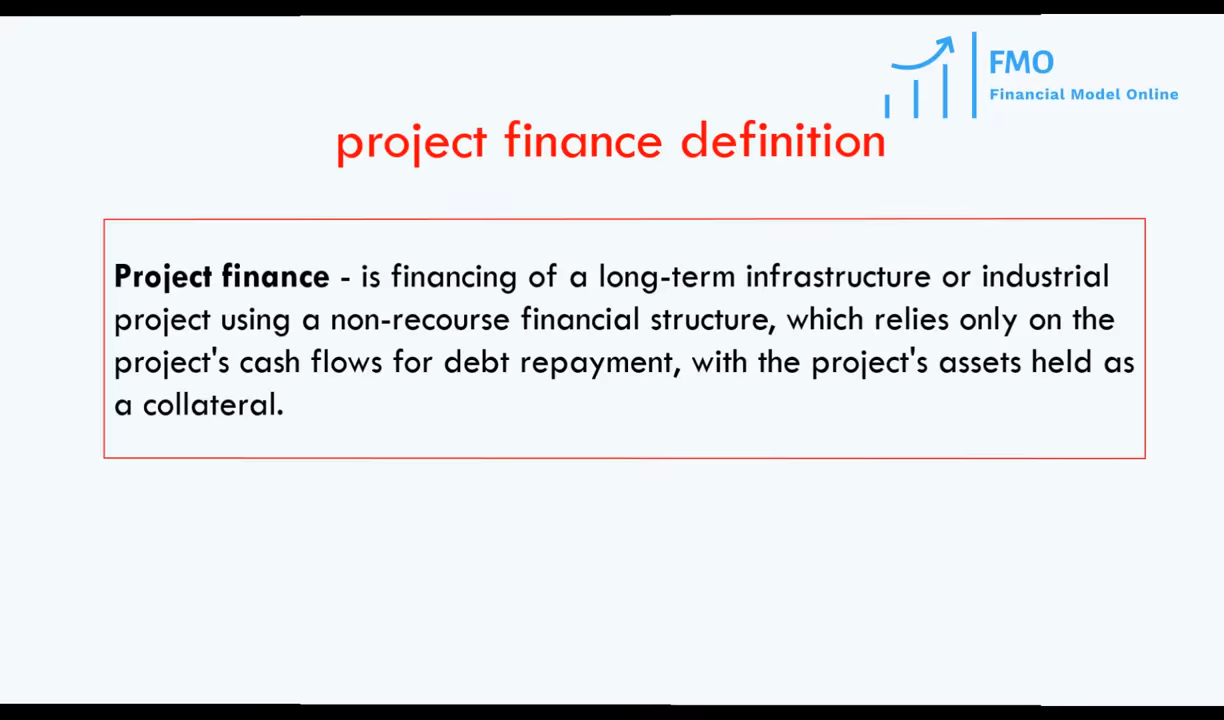 FMO
Financial Model Online
project finance definition
Project finance - is financing of a long-term infrastructure or industrial
project using a non-recourse financial structure, which relies only on the
project's cash flows for debt repayment, with the project's assets held as
a collateral.